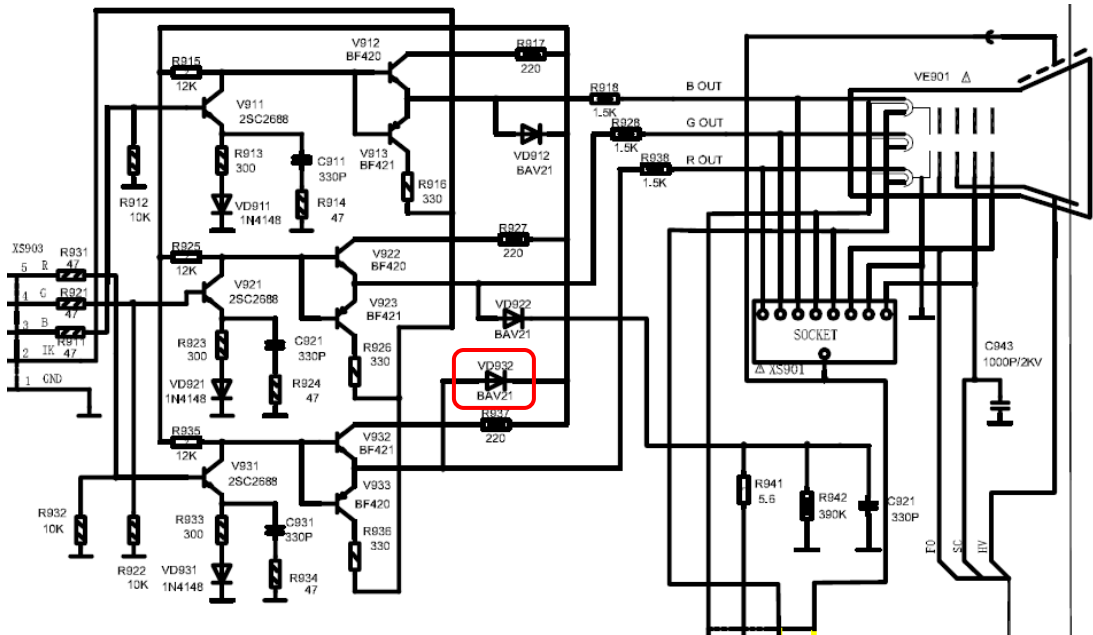 V912
BF420
R917
220
R915
12K
V911
2SC2688
R918
1.5K
B OUT
VE901
R928
1.5K
G OUT
VD912
BAV21
R913
300
C911
330P
V913
BF421
R938
1.5K
R OUT
R912
10K
VD911
1N4148
R914
47
R916
330
XS903
R931
47
5 R
R925
12K
V922
BF420
R927
220
4 G
R921
47
V921
2SC2688
V923
BF421
VD922
BAV21
3 B
R911
47
2 IK
1 GND
R923
300
C921
330P
R926
330
VD932
BAV21
SOCKET
XS901
C943
1000P/2KV
VD921
1N4148
R924
47
R937
220
R935
12K
V932
BF421
V931
2SC2688
V933
BF420
R941
5.6
R942
390K
C921
330P
R932
10K
R922
10K
R933
300
C931
330P
R936
330
VD931
1N4148
R934
47
FO
SC
HV